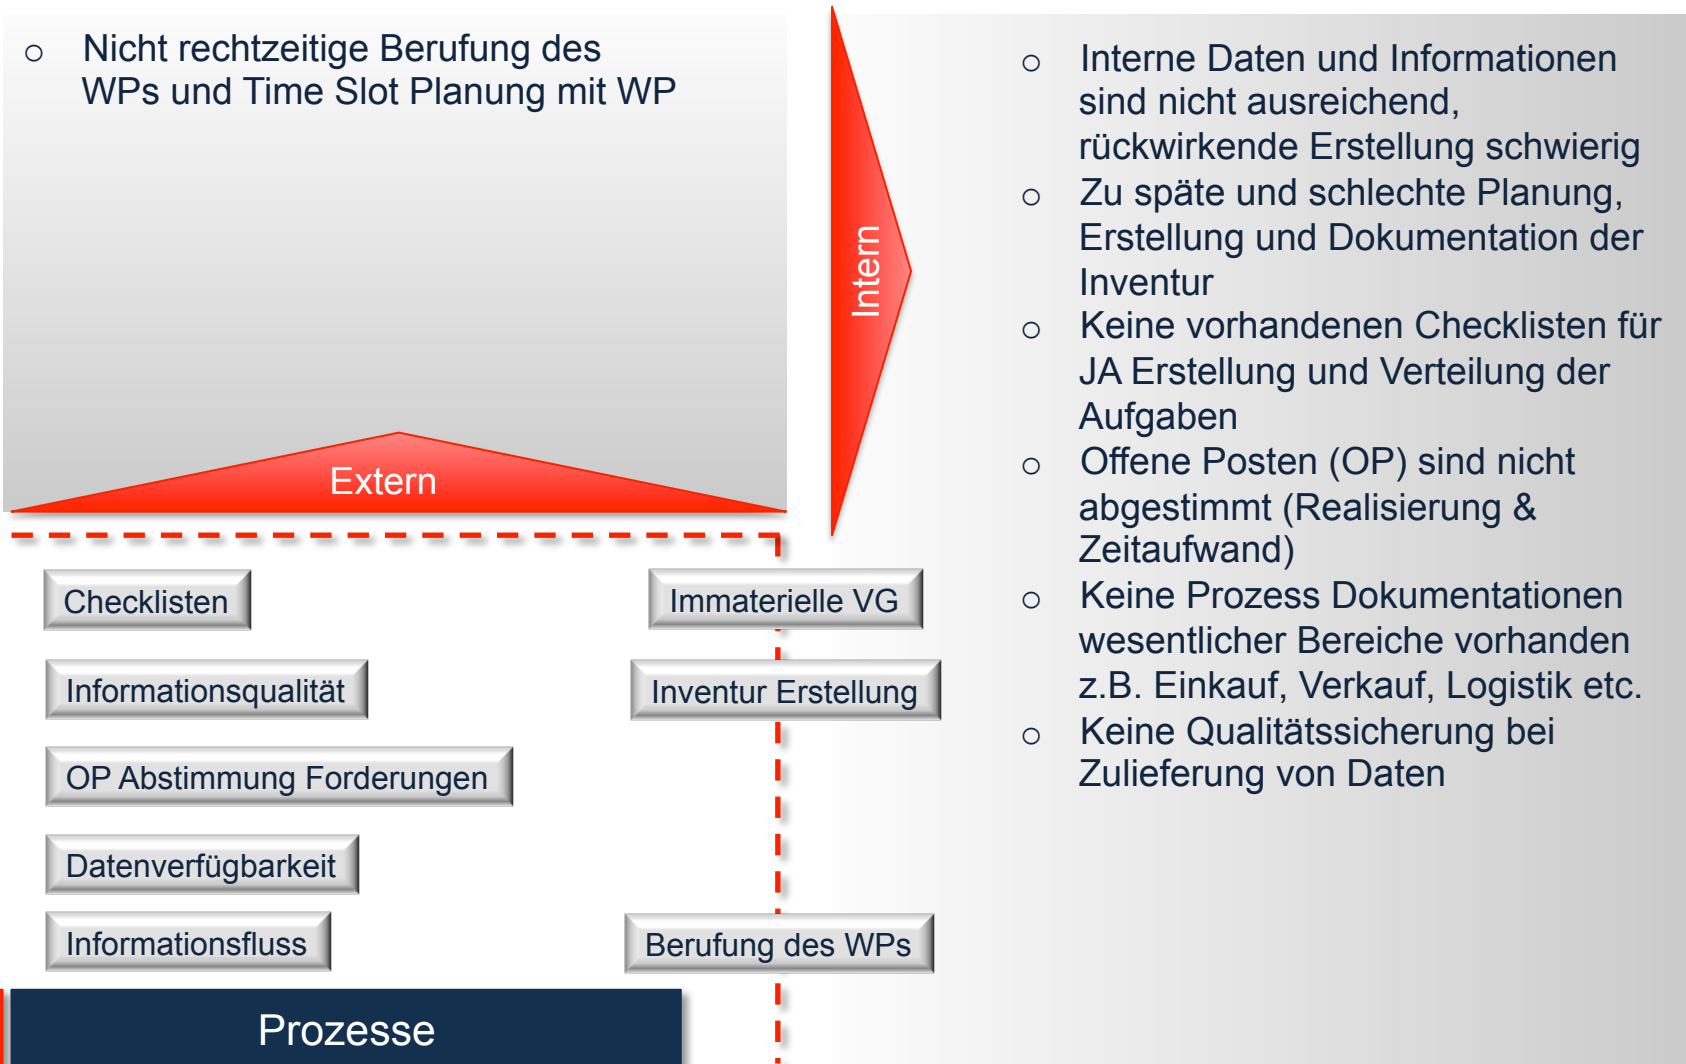 o Nicht rechtzeitige Berufung des
WPs und Time Slot Planung mit WP
Extern
Intern
o Interne Daten und Informationen
sind nicht ausreichend,
rückwirkende Erstellung schwierig
o Zu späte und schlechte Planung,
Erstellung und Dokumentation der
Inventur
o Keine vorhandenen Checklisten für
JA Erstellung und Verteilung der
Aufgaben
o Offene Posten (OP) sind nicht
abgestimmt (Realisierung &
Zeitaufwand)
o Keine Prozess Dokumentationen
wesentlicher Bereiche vorhanden
z.B. Einkauf, Verkauf, Logistik etc.
o Keine Qualitätssicherung bei
Zulieferung von Daten
Checklisten
Immaterielle VG
Informationsqualität
Inventur Erstellung
OP Abstimmung Forderungen
Datenverfügbarkeit
Informationsfluss
Berufung des WPs
Prozesse